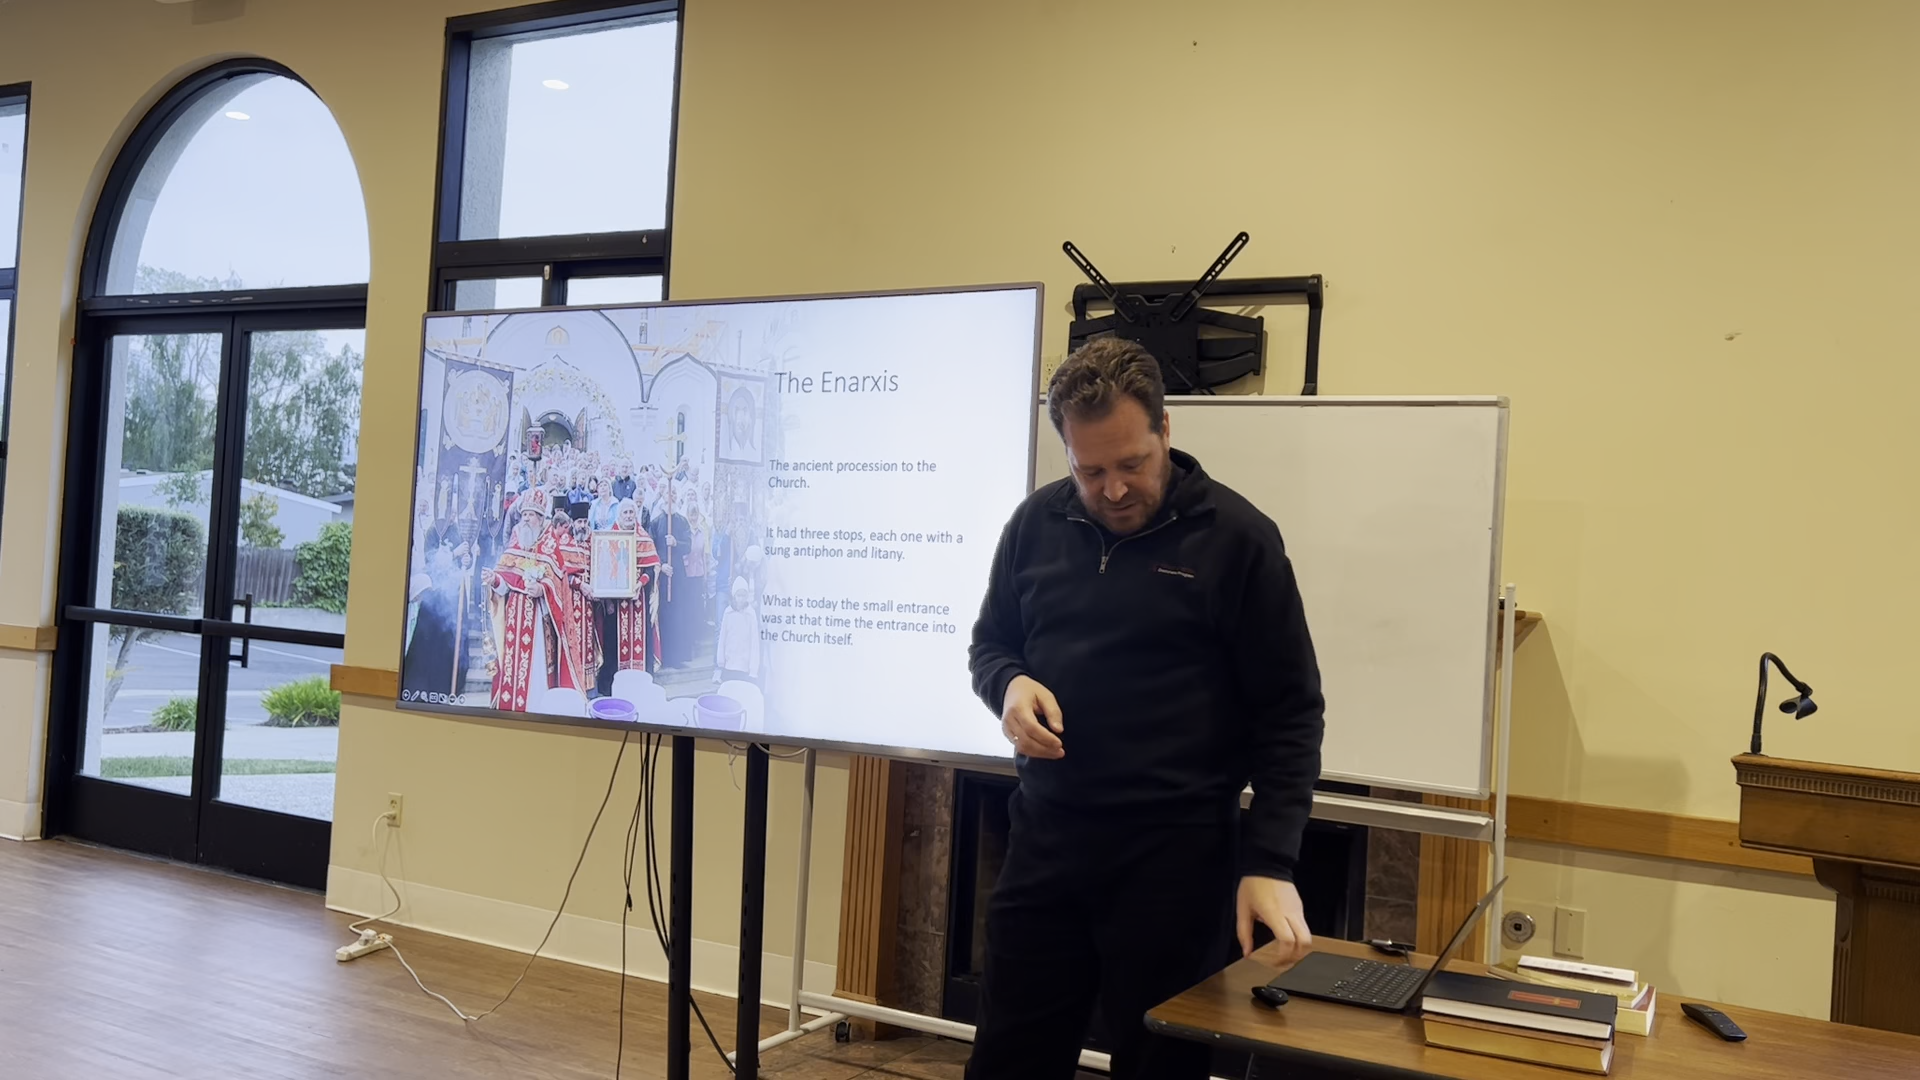 The Enarxis
The ancient procession to the
Church.
It had three stops, each one with a
sung antiphon and litany.
What is today the small entrance
was at that time the entrance into
the Church itself.